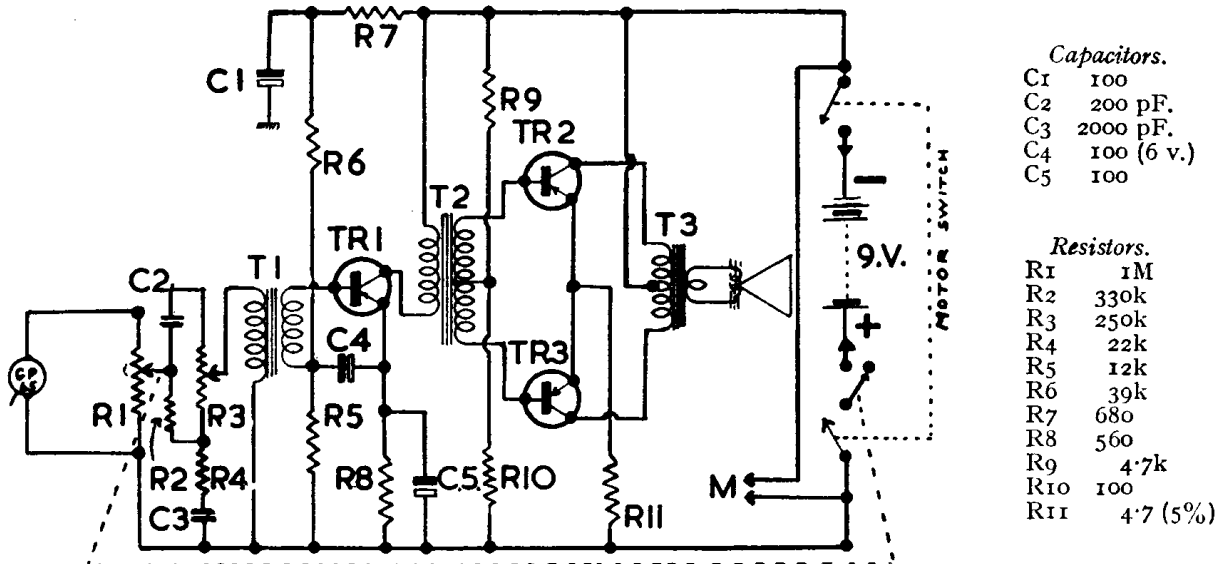 R7
C1
R9
TR2
R6
T2
T3
MOTOR SWITCH
−
9.V.
+
TR1
T1
C2
C4
TR3
GP
R1
R3
R5
R2
R4
R8
C.5.
R10
M
R11
C3
Capacitors.
C1 100
C2 200 pF.
C3 2000 pF.
C4 100 (6 v.)
C5 100
Resistors.
R1 1M
R2 330k
R3 250k
R4 22k
R5 12k
R6 39k
R7 680
R8 560
R9 4·7k
R10 100
R11 4·7 (5%)